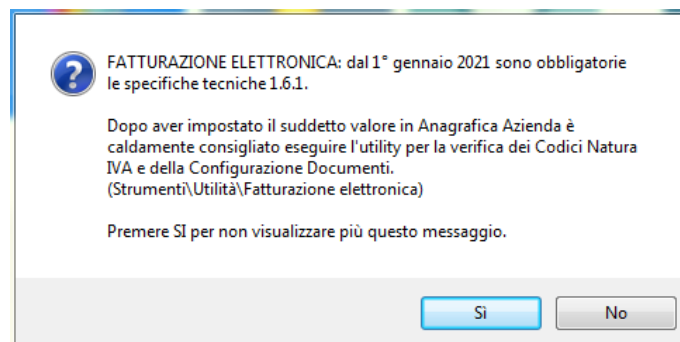 FATTURAZIONE ELETTRONICA: dal 1° gennaio 2021 sono obbligatorie
le specifiche tecniche 1.6.1.
Dopo aver impostato il suddetto valore in Anagrafica Azienda è
caldamente consigliato eseguire l'utility per la verifica dei Codici Natura
IVA e della Configurazione Documenti.
(Strumenti\Utilità\Fatturazione elettronica)
Premere SI per non visualizzare più questo messaggio.
Sì
No